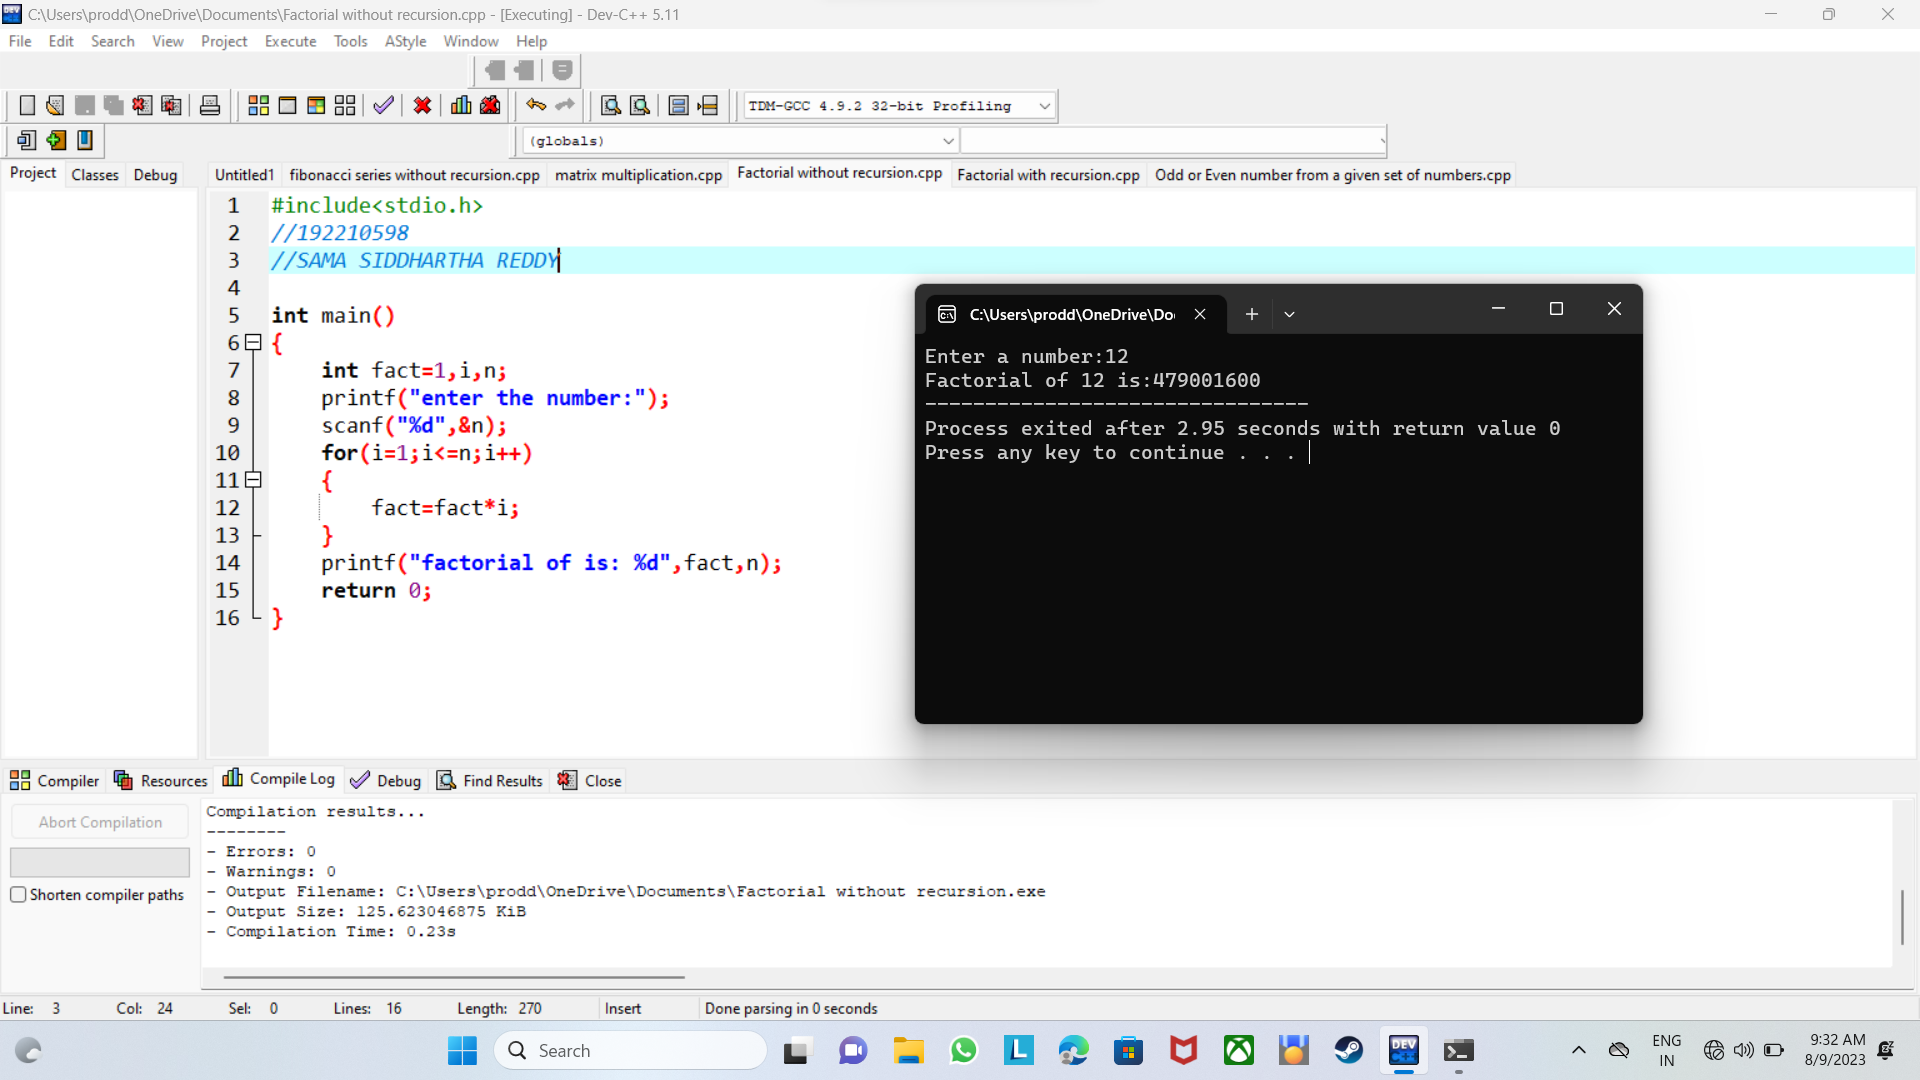 C:\Users\prodd\OneDrive\Documents\Factorial without recursion.cpp - [Executing] - Dev-C++ 5.11
File Edit Search View Project Execute Tools AStyle Window Help
TDM-GCC 4.9.2 32-bit Profiling
(globals)
Project Classes Debug
Untitled1 fibonacci series without recursion.cpp matrix multiplication.cpp Factorial without recursion.cpp Factorial with recursion.cpp Odd or Even number from a given set of numbers.cpp
1 #include<stdio.h>
2 //192210598
3 //SAMA SIDDHARTHA REDDY
4
5 int main()
6 {
7 int fact=1,i,n;
8 printf("enter the number:");
9 scanf("%d",&n);
10 for(i=1;i<=n;i++)
11 {
12 fact=fact*i;
13 }
14 printf("factorial of is: %d",fact,n);
15 return 0;
16 }
C:\Users\prodd\OneDrive\Do
Enter a number:12
Factorial of 12 is:479001600
--------------------------------
Process exited after 2.95 seconds with return value 0
Press any key to continue . . .
Compiler Resources Compile Log Debug Find Results Close
Abort Compilation
Shorten compiler paths
Compilation results...
--------
- Errors: 0
- Warnings: 0
- Output Filename: C:\Users\prodd\OneDrive\Documents\Factorial without recursion.exe
- Output Size: 125.623046875 KiB
- Compilation Time: 0.23s
Line: 3 Col: 24 Sel: 0 Lines: 16 Length: 270 Insert Done parsing in 0 seconds
Search
DEV C++
L
ENG
IN
9:32 AM
8/9/2023